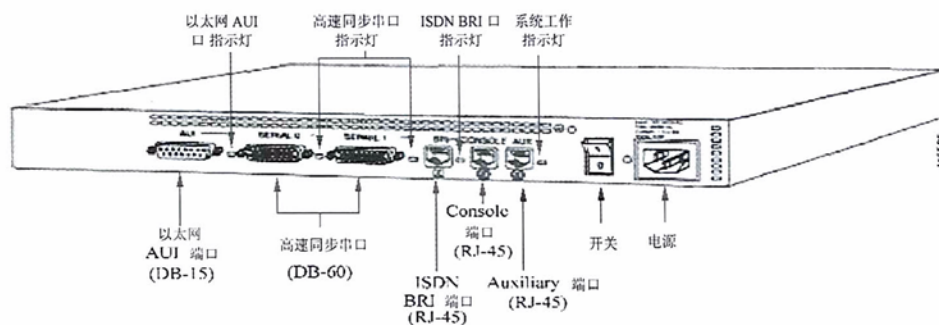 以太网 AUI
口 指示灯
高速同步串口
指示灯
ISDN BRI 口
指示灯
系统工作
指示灯
AUI
SERIAL 0
SERIAL 1
BRI
CONSOLE
AUX
以太网
AUI 端口
(DB-15)
高速同步串口
(DB-60)
ISDN
BRI 端口
(RJ-45)
Console
端口
(RJ-45)
Auxiliary 端口
(RJ-45)
开关
电源